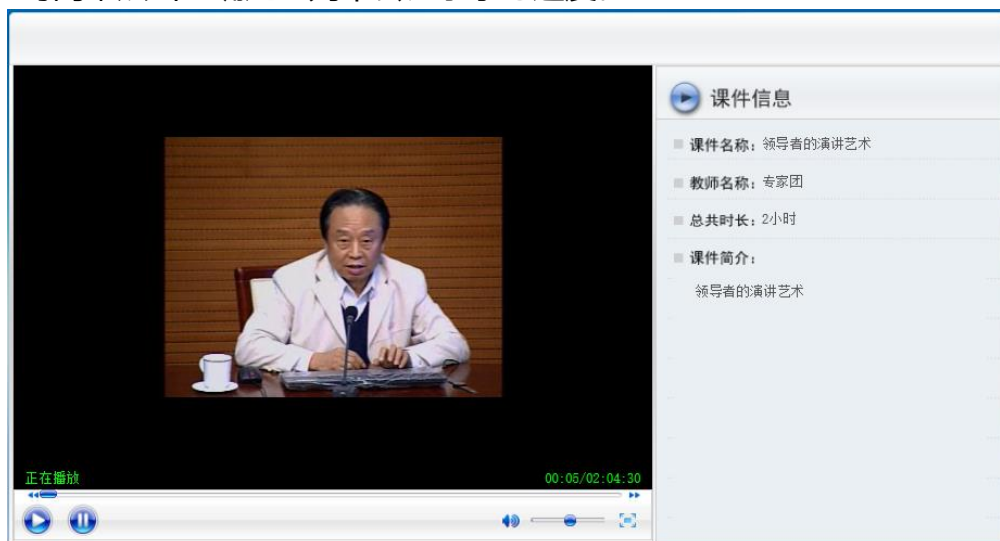 课件信息
课件名称：领导者的演讲艺术
教师名称：专家团
总共时长：2小时
课件简介：
领导者的演讲艺术
正在播放
00:05/02:04:30